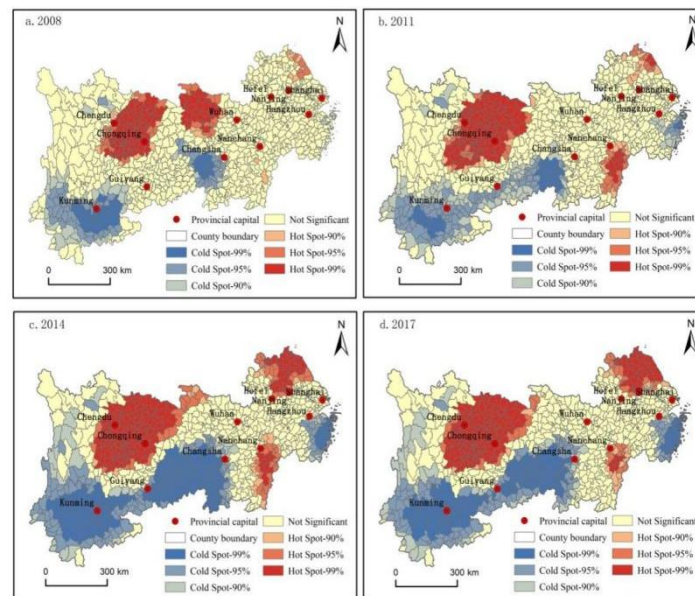 a. 2008
N
Hefei
Shanghai
Nanjing
Hangzhou
Wuhan
Chengdu
Chongqing
Nanchang
Changsha
Guiyang
Kunming
Provincial capital
Not Significant
County boundary
Hot Spot-90%
Cold Spot-99%
Hot Spot-95%
Cold Spot-95%
Hot Spot-99%
Cold Spot-90%
0
300 km
b. 2011
N
Hefei
Shanghai
Nanjing
Hangzhou
Wuhan
Chengdu
Chongqing
Nanchang
Changsha
Guiyang
Kunming
Provincial capital
Not Significant
County boundary
Hot Spot-90%
Cold Spot-99%
Hot Spot-95%
Cold Spot-95%
Hot Spot-99%
Cold Spot-90%
0
300 km
c. 2014
N
Hefei
Shanghai
Nanjing
Hangzhou
Wuhan
Chengdu
Chongqing
Nanchang
Changsha
Guiyang
Kunming
Provincial capital
Not Significant
County boundary
Hot Spot-90%
Cold Spot-99%
Hot Spot-95%
Cold Spot-95%
Hot Spot-99%
Cold Spot-90%
0
300 km
d. 2017
N
Hefei
Shanghai
Nanjing
Hangzhou
Wuhan
Chengdu
Chongqing
Nanchang
Changsha
Guiyang
Kunming
Provincial capital
Not Significant
County boundary
Hot Spot-90%
Cold Spot-99%
Hot Spot-95%
Cold Spot-95%
Hot Spot-99%
Cold Spot-90%
0
300 km